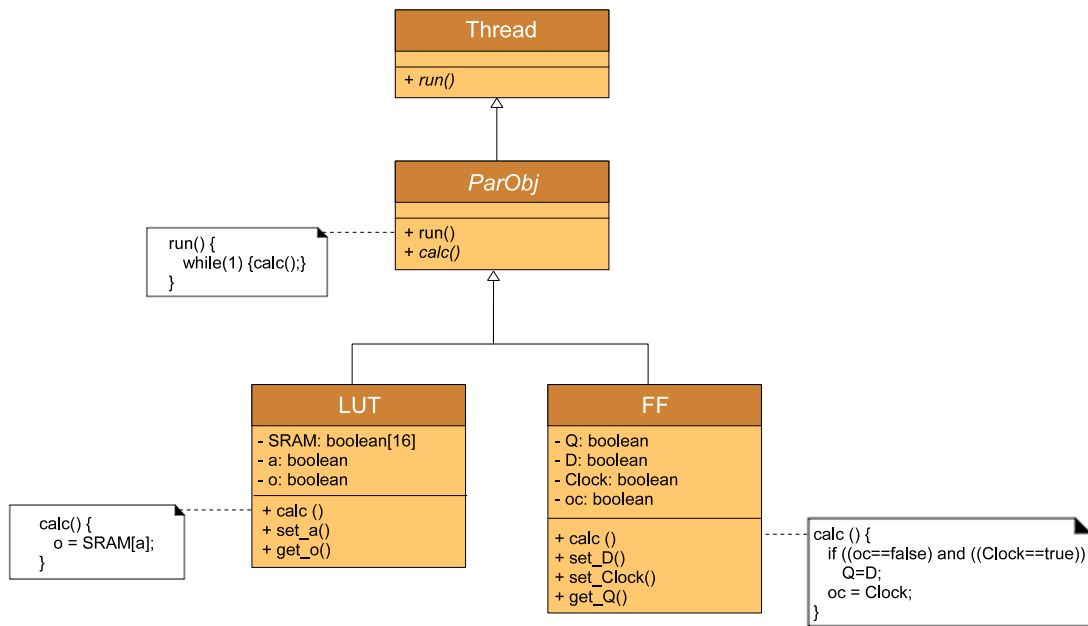 Thread
+ run()
ParObj
+ run()
+ calc()
run() {
while(1) {calc();}
}
LUT
- SRAM: boolean[16]
- a: boolean
- o: boolean
+ calc ()
+ set_a()
+ get_o()
calc() {
o = SRAM[a];
}
FF
- Q: boolean
- D: boolean
- Clock: boolean
- oc: boolean
+ calc ()
+ set_D()
+ set_Clock()
+ get_Q()
calc () {
if ((oc==false) and ((Clock==true))
Q=D;
oc = Clock;
}